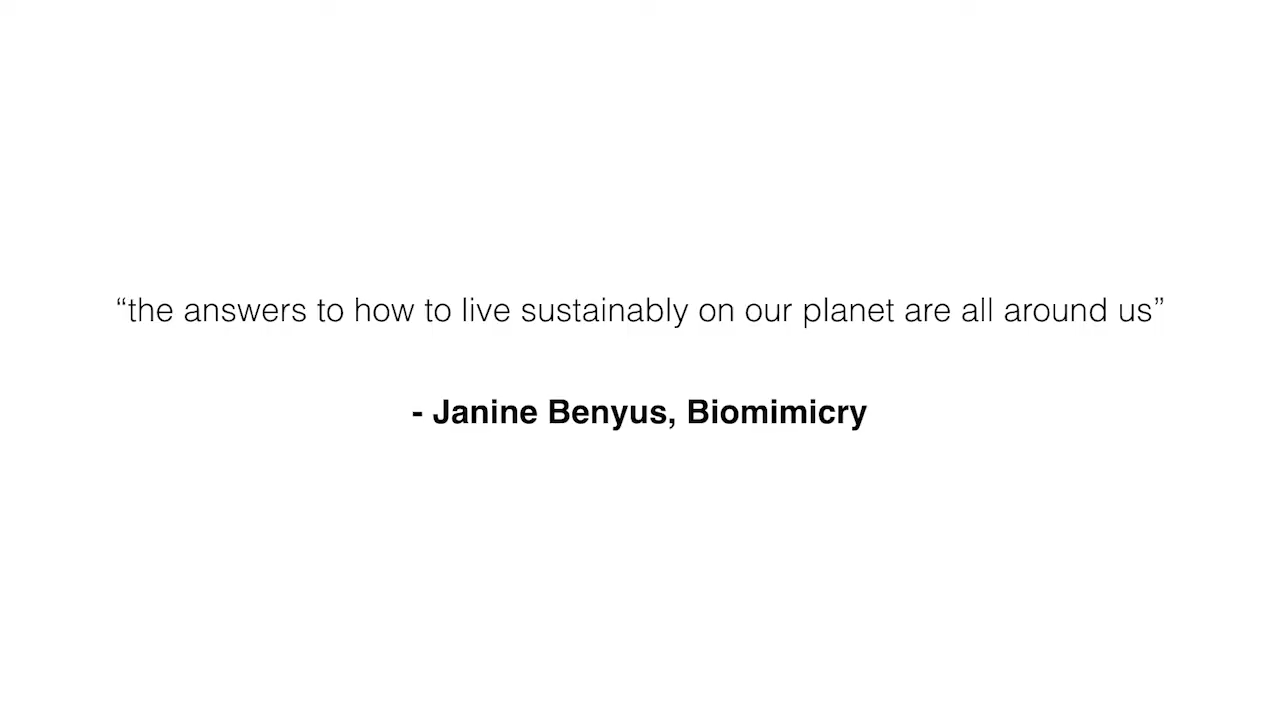 “the answers to how to live sustainably on our planet are all around us”
- Janine Benyus, Biomimicry